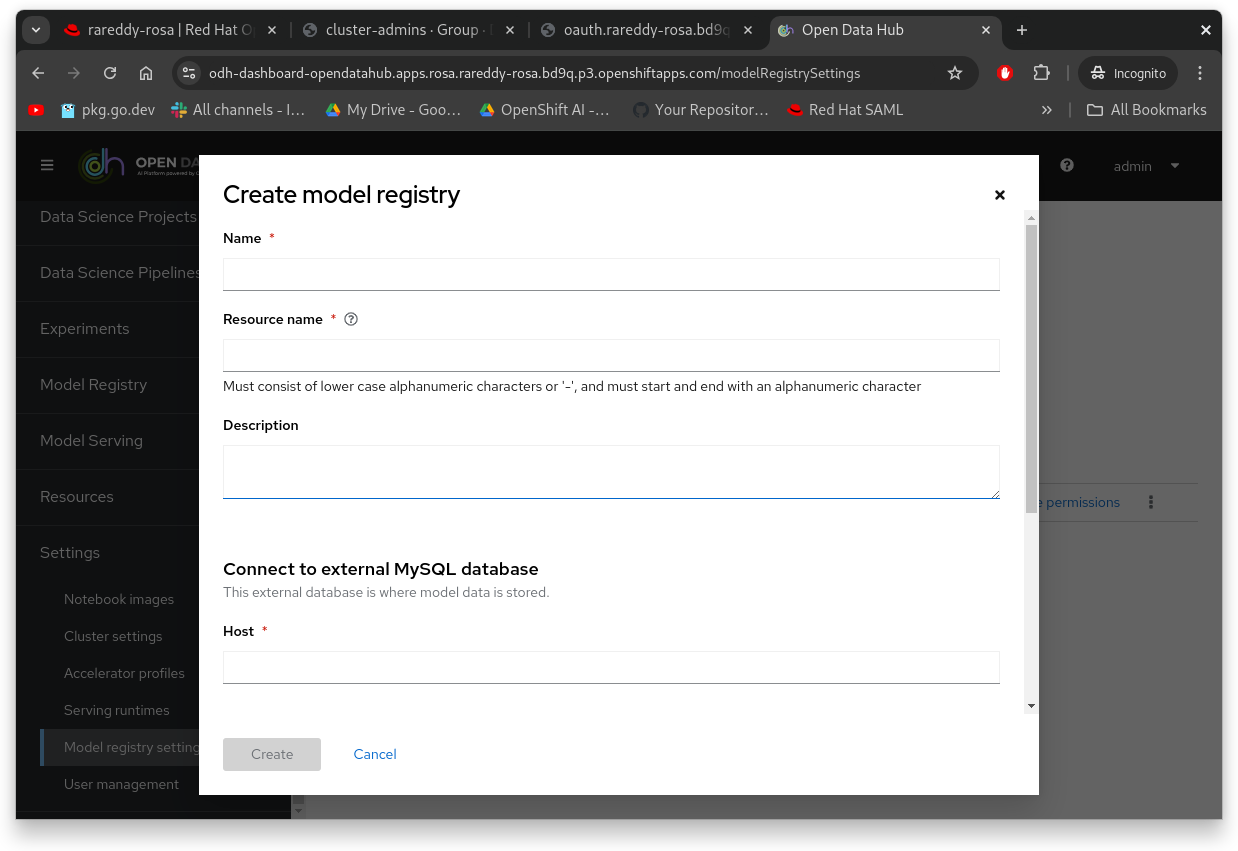 rareddy-rosa | Red Hat O
cluster-admins · Group ·
oauth.rareddy-rosa.bd9q
Open Data Hub
odh-dashboard-opendatahub.apps.rosa.rareddy-rosa.bd9q.p3.openshiftapps.com/modelRegistrySettings
Incognito
pkg.go.dev
All channels - I...
My Drive - Goo...
OpenShift AI -...
Your Repositor...
Red Hat SAML
»
All Bookmarks
OPEN DA
AI Platform powered by
admin
Data Science Projects
Data Science Pipelines
Experiments
Model Registry
Model Serving
Resources
Settings
Notebook images
Cluster settings
Accelerator profiles
Serving runtimes
Model registry setting
User management
Create model registry
Name *
Resource name *
Must consist of lower case alphanumeric characters or '-', and must start and end with an alphanumeric character
Description
permissions
Connect to external MySQL database
This external database is where model data is stored.
Host *
Create
Cancel